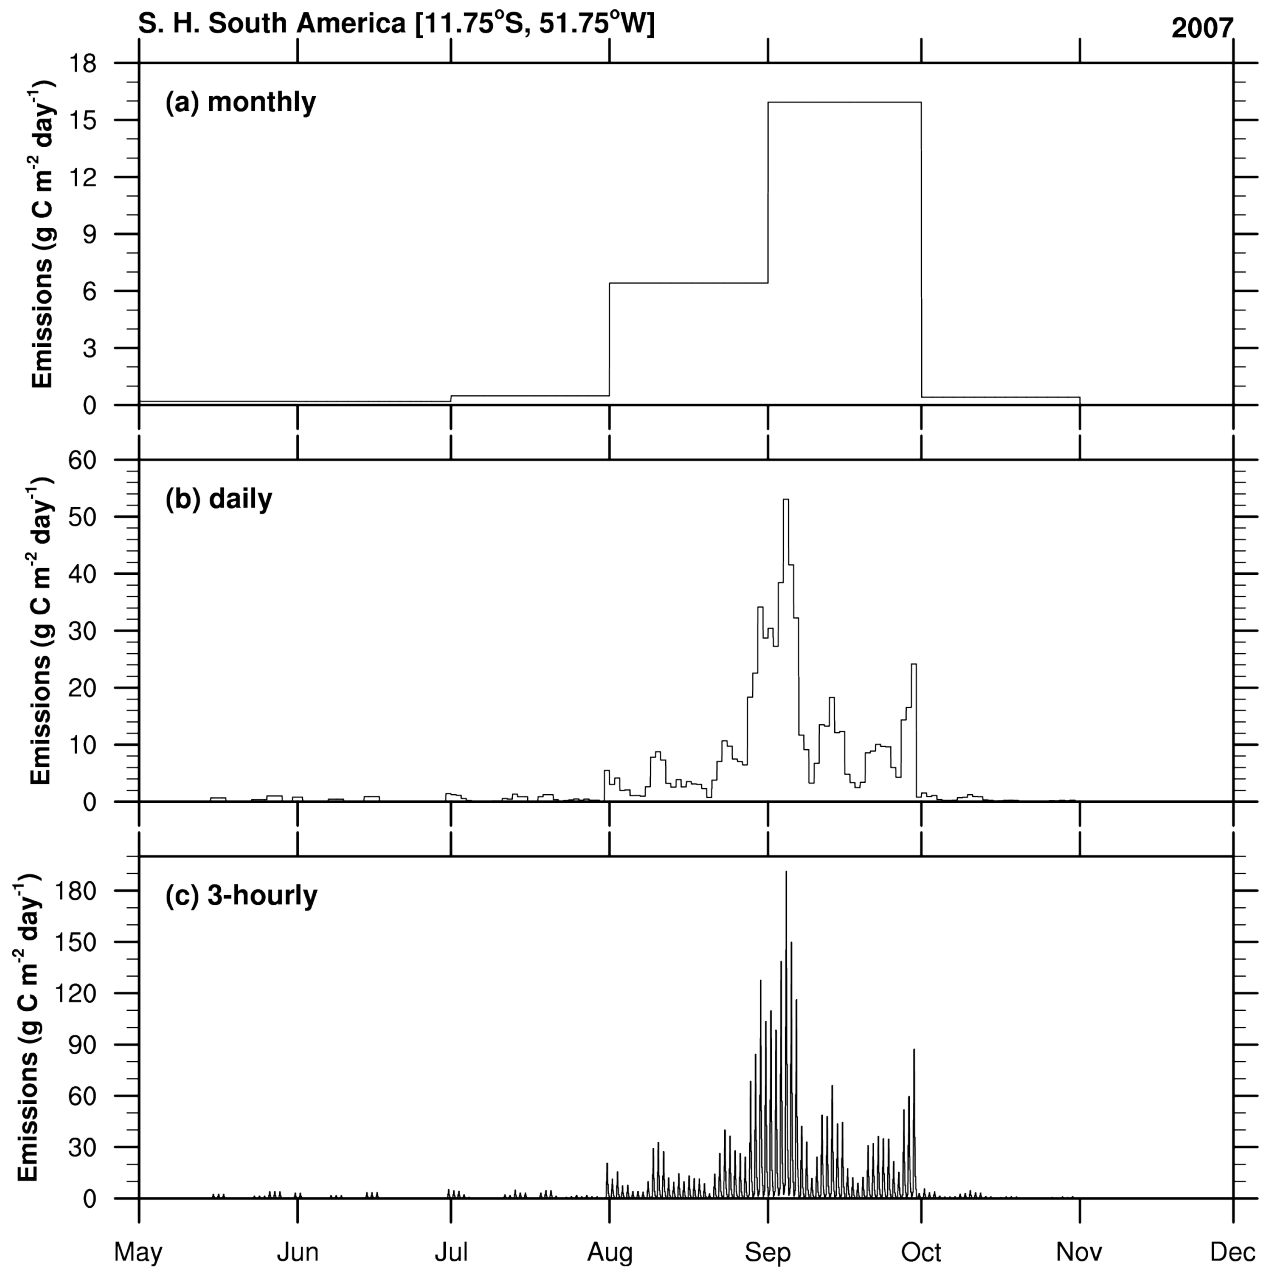 S. H. South America [11.75°S, 51.75°W] 2007
(a) monthly
Emissions (g C m⁻² day⁻¹)
18
15
12
9
6
3
0
(b) daily
Emissions (g C m⁻² day⁻¹)
60
50
40
30
20
10
0
(c) 3-hourly
Emissions (g C m⁻² day⁻¹)
180
150
120
90
60
30
0
May Jun Jul Aug Sep Oct Nov Dec